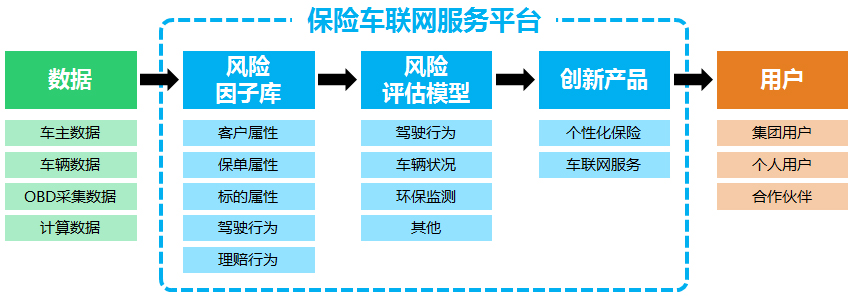 保险车联网服务平台
数据
车主数据
车辆数据
OBD采集数据
计算数据
风险
因子库
客户属性
保单属性
标的属性
驾驶行为
理赔行为
风险
评估模型
驾驶行为
车辆状况
环保监测
其他
创新产品
个性化保险
车联网服务
用户
集团用户
个人用户
合作伙伴